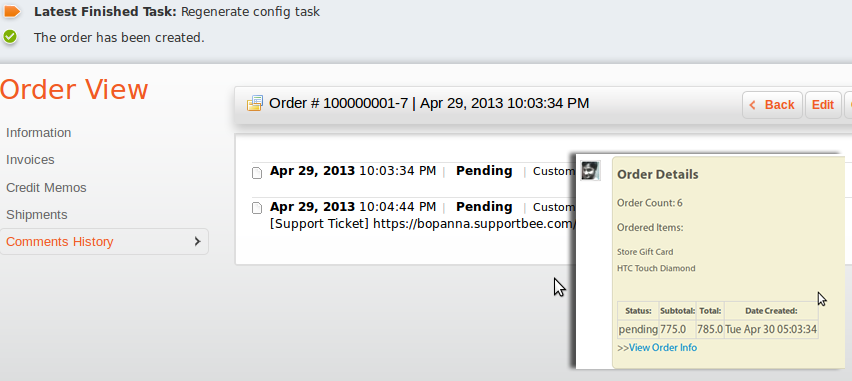 Latest Finished Task: Regenerate config task
The order has been created.
Order View
Information
Invoices
Credit Memos
Shipments
Comments History
Order # 100000001-7 | Apr 29, 2013 10:03:34 PM
Back
Edit
Apr 29, 2013 10:03:34 PM | Pending | Custom
Apr 29, 2013 10:04:44 PM | Pending | Custom
[Support Ticket] https://bopanna.supportbee.com/
Order Details
Order Count: 6
Ordered Items:
Store Gift Card
HTC Touch Diamond
Status: Subtotal: Total: Date Created:
pending 775.0 785.0 Tue Apr 30 05:03:34
>>View Order Info